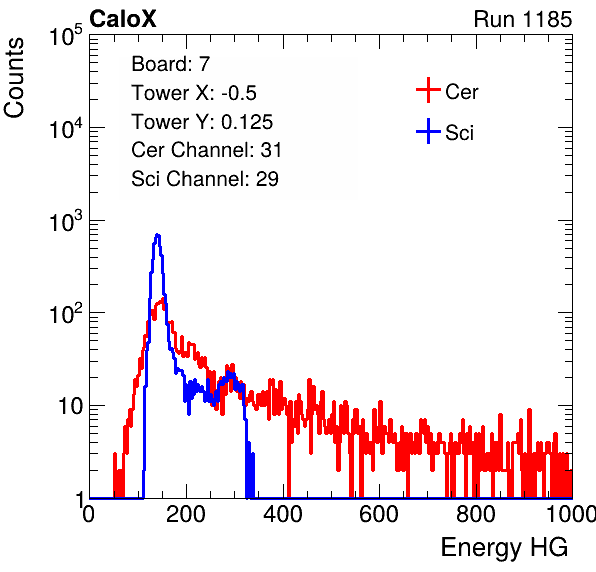 CaloX Run 1185
Counts
Board: 7
Tower X: -0.5
Tower Y: 0.125
Cer Channel: 31
Sci Channel: 29
Cer
Sci
10^5
10^4
10^3
10^2
10
1
0 200 400 600 800 1000
Energy HG